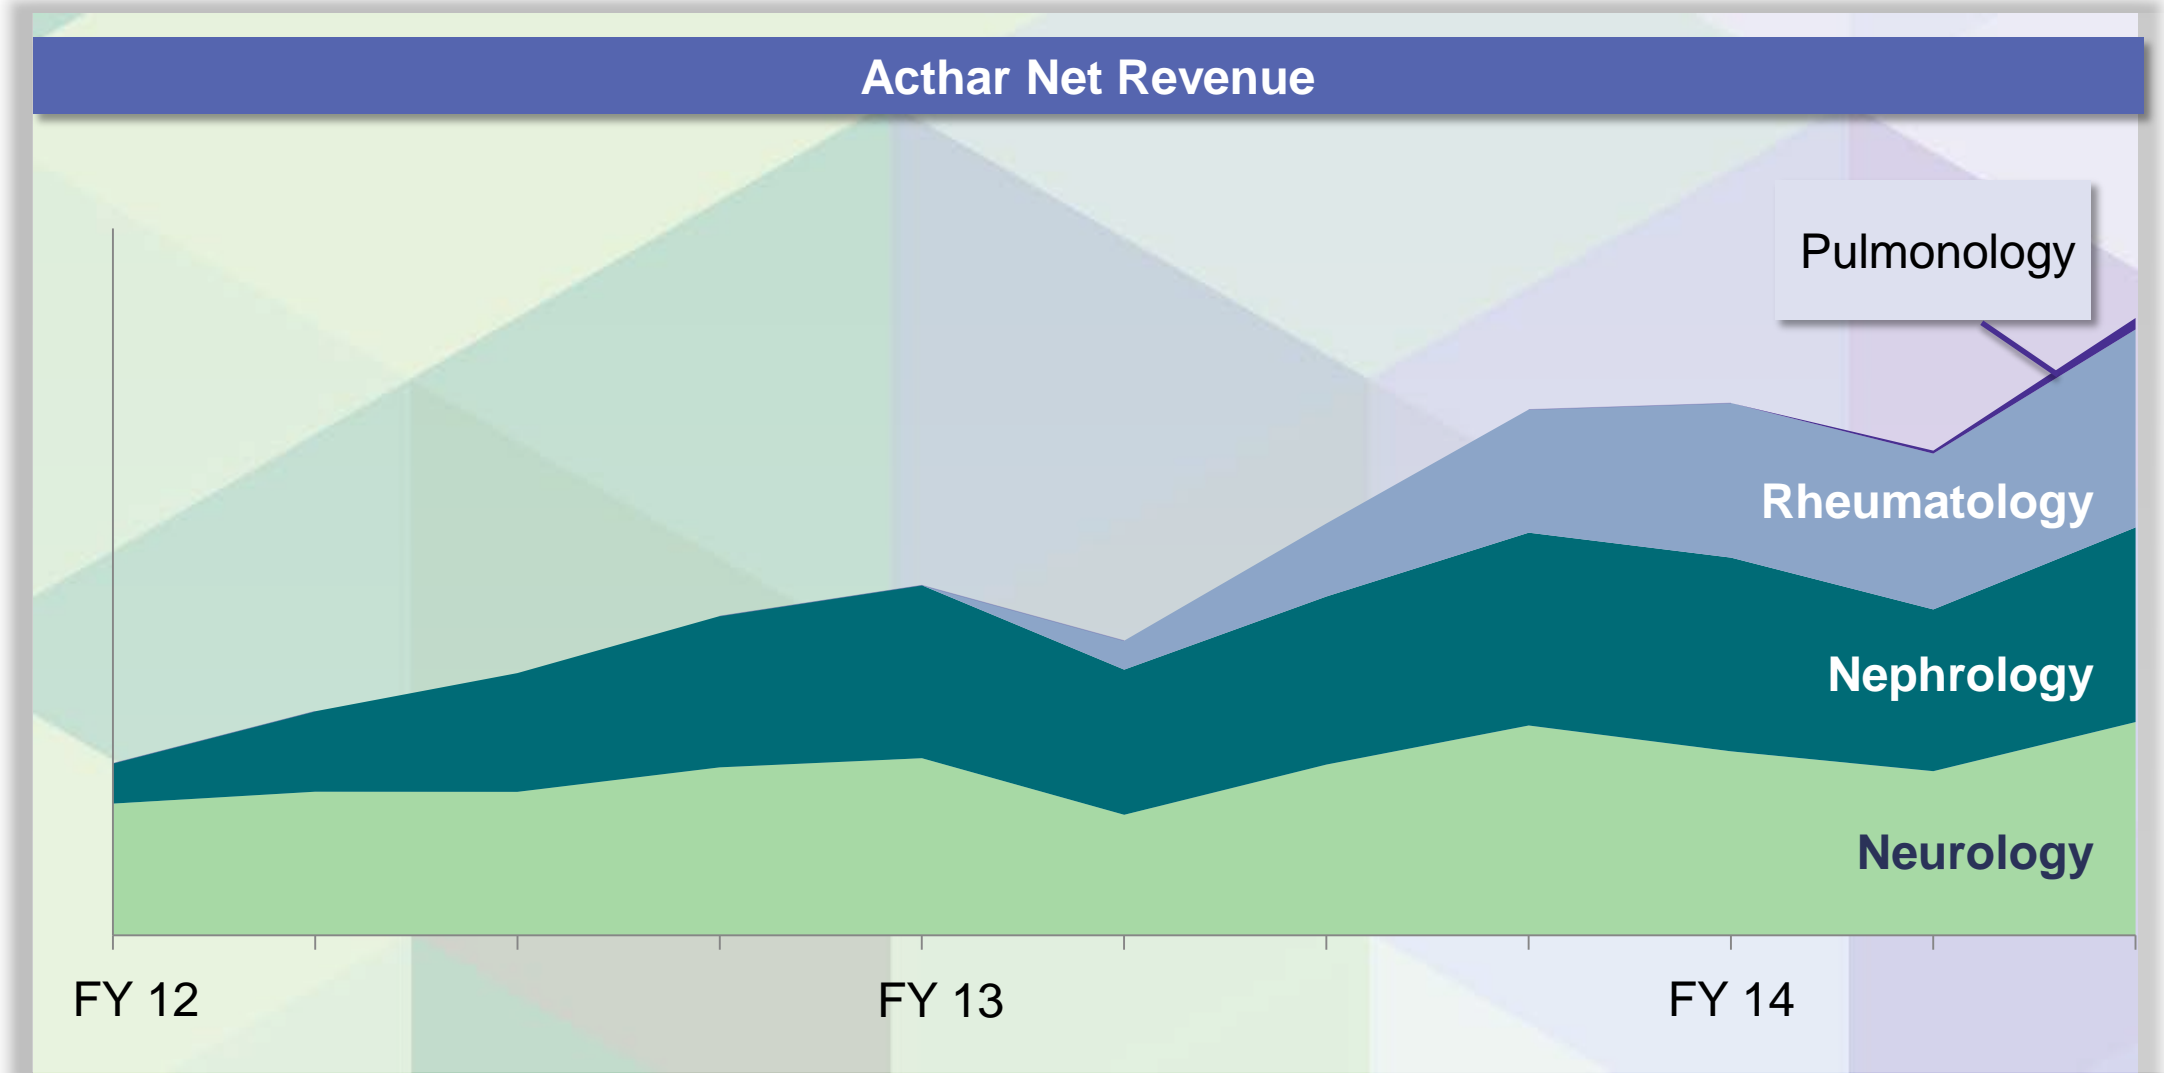 Acthar Net Revenue
Pulmonology
Rheumatology
Nephrology
Neurology
FY 12
FY 13
FY 14